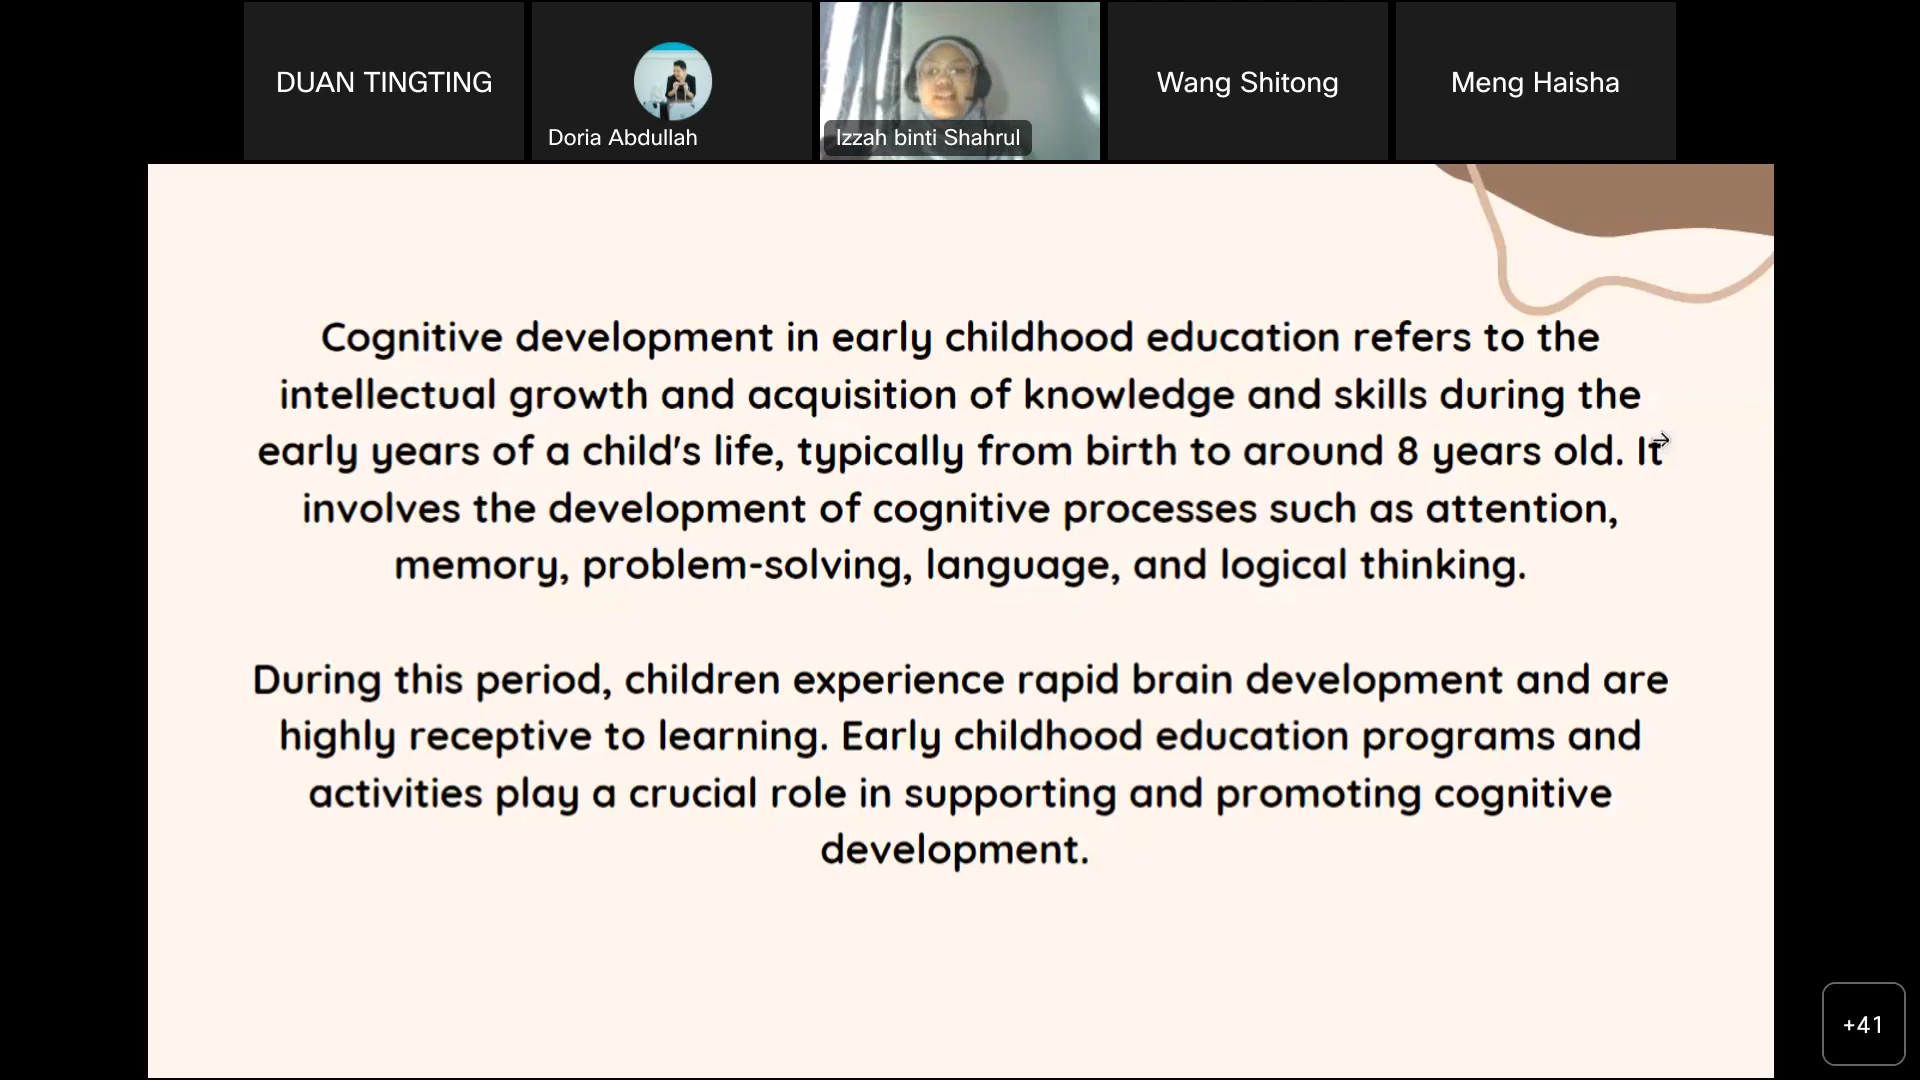 DUAN TINGTING
Doria Abdullah
Izzah binti Shahrul
Wang Shitong
Meng Haisha
Cognitive development in early childhood education refers to the
intellectual growth and acquisition of knowledge and skills during the
early years of a child's life, typically from birth to around 8 years old. It
involves the development of cognitive processes such as attention,
memory, problem-solving, language, and logical thinking.
During this period, children experience rapid brain development and are
highly receptive to learning. Early childhood education programs and
activities play a crucial role in supporting and promoting cognitive
development.
+41